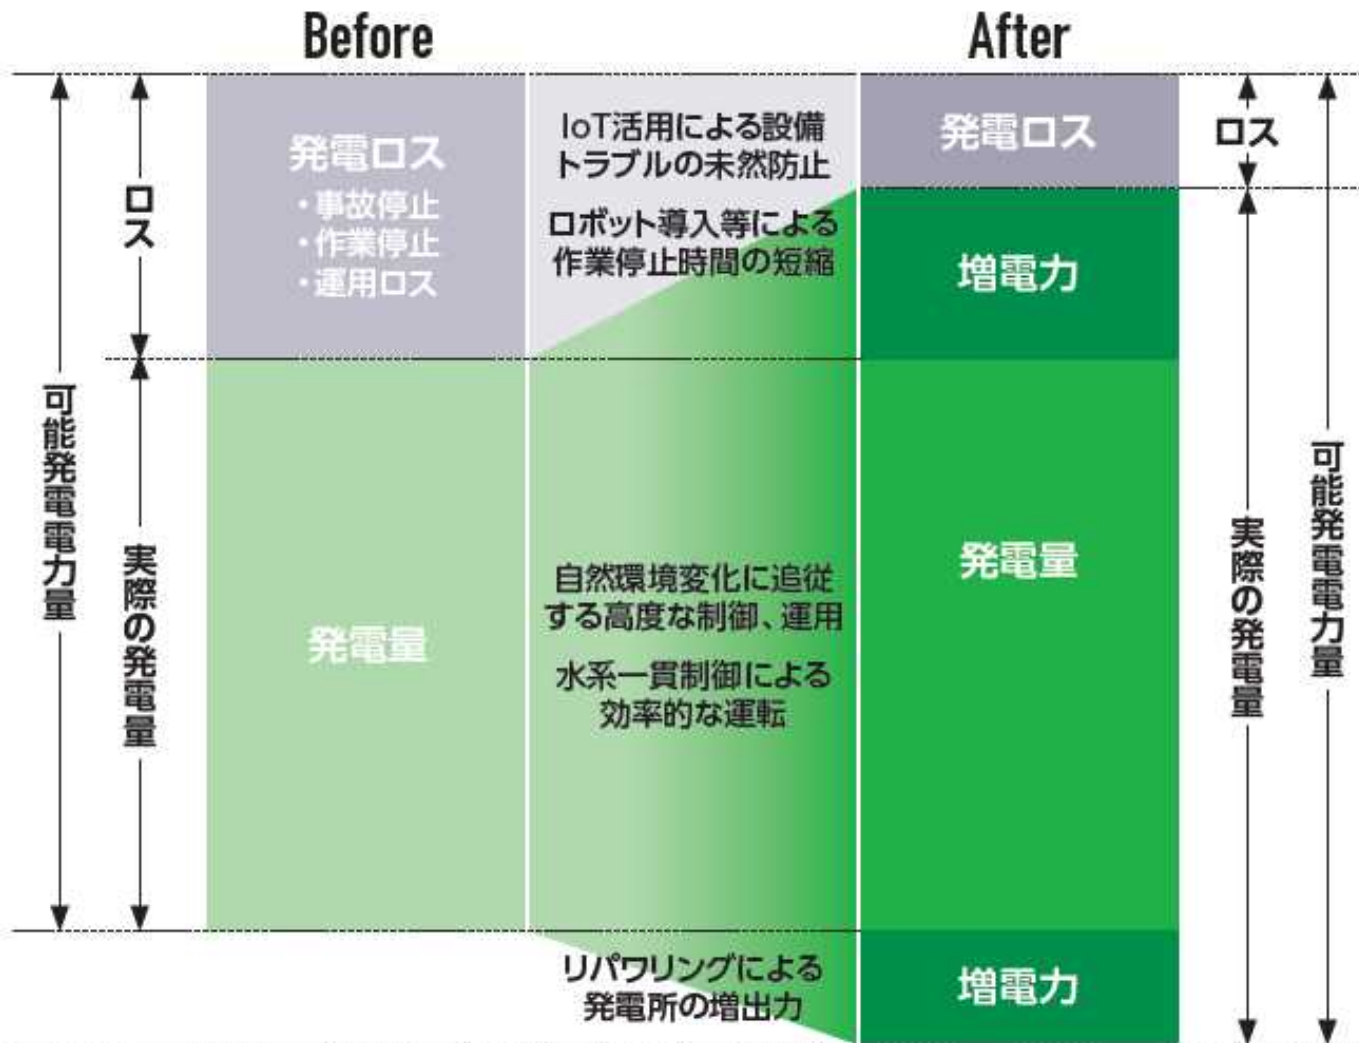 Before
After
可能発電電力量
ロス
実際の発電量
発電ロス
・事故停止
・作業停止
・運用ロス
発電量
IoT活用による設備
トラブルの未然防止
ロボット導入等による
作業停止時間の短縮
自然環境変化に追従
する高度な制御、運用
水系一貫制御による
効率的な運転
リパワリングによる
発電所の増出力
発電ロス
増電力
発電量
増電力
ロス
実際の発電量
可能発電電力量